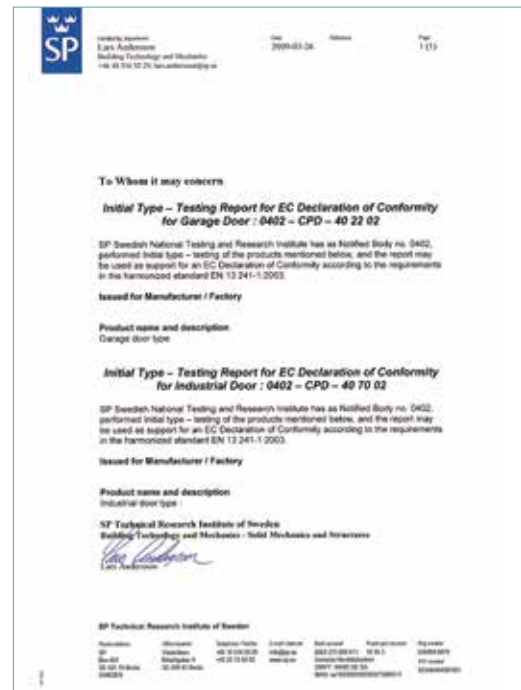 SP
Lars Andersson
Building Technology and Mechanics
Date
2009-03-26
Reference
Page
1 (1)
To Whom it may concern
Initial Type – Testing Report for EC Declaration of Conformity
for Garage Door : 0402 – CPD – 40 22 02
SP Swedish National Testing and Research Institute has as Notified Body no. 0402,
performed Initial type – testing of the products mentioned below, and the report may
be used as support for an EC Declaration of Conformity according to the requirements
in the harmonized standard EN 13 241-1:2003.
Issued for Manufacturer / Factory
Product name and description
Garage door type
Initial Type – Testing Report for EC Declaration of Conformity
for Industrial Door : 0402 – CPD – 40 70 02
SP Swedish National Testing and Research Institute has as Notified Body no. 0402,
performed Initial type – testing of the products mentioned below, and the report may
be used as support for an EC Declaration of Conformity according to the requirements
in the harmonized standard EN 13 241-1:2003.
Issued for Manufacturer / Factory
Product name and description
Industrial door type :
SP Technical Research Institute of Sweden
Building Technology and Mechanics - Solid Mechanics and Structures
Lars Andersson
SP Technical Research Institute of Sweden